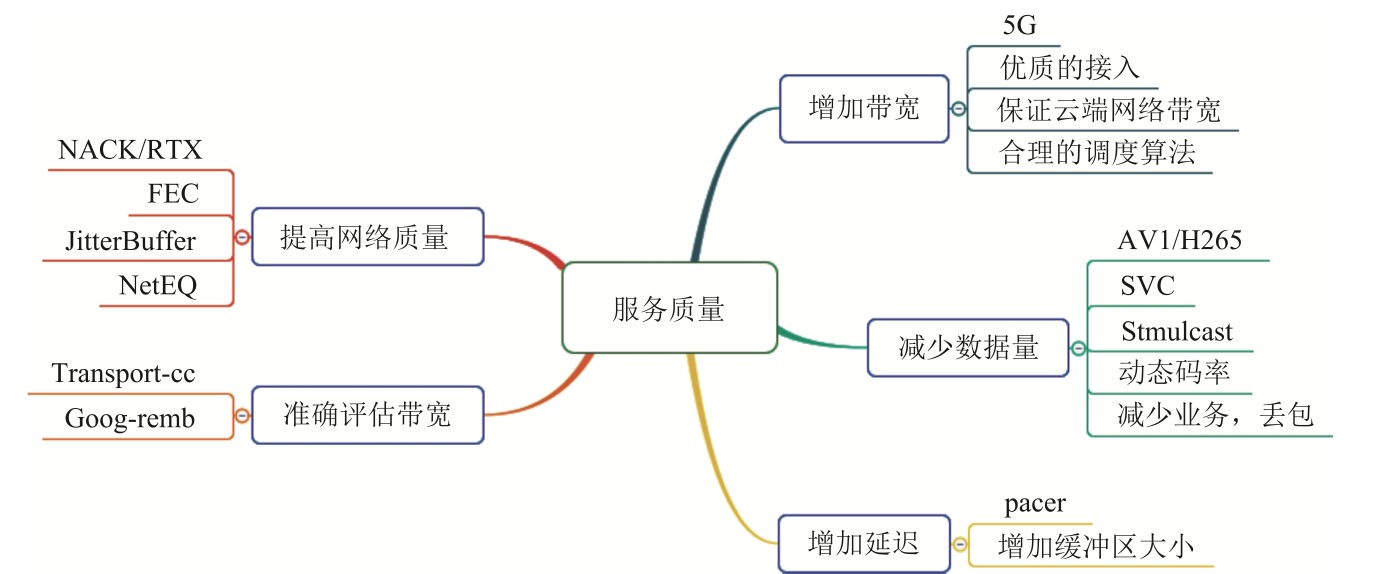 服务质量
增加带宽
5G
优质的接入
保证云端网络带宽
合理的调度算法
减少数据量
AV1/H265
SVC
Stmulcast
动态码率
减少业务，丢包
增加延迟
pacer
增加缓冲区大小
提高网络质量
NACK/RTX
FEC
JitterBuffer
NetEQ
准确评估带宽
Transport-cc
Goog-remb